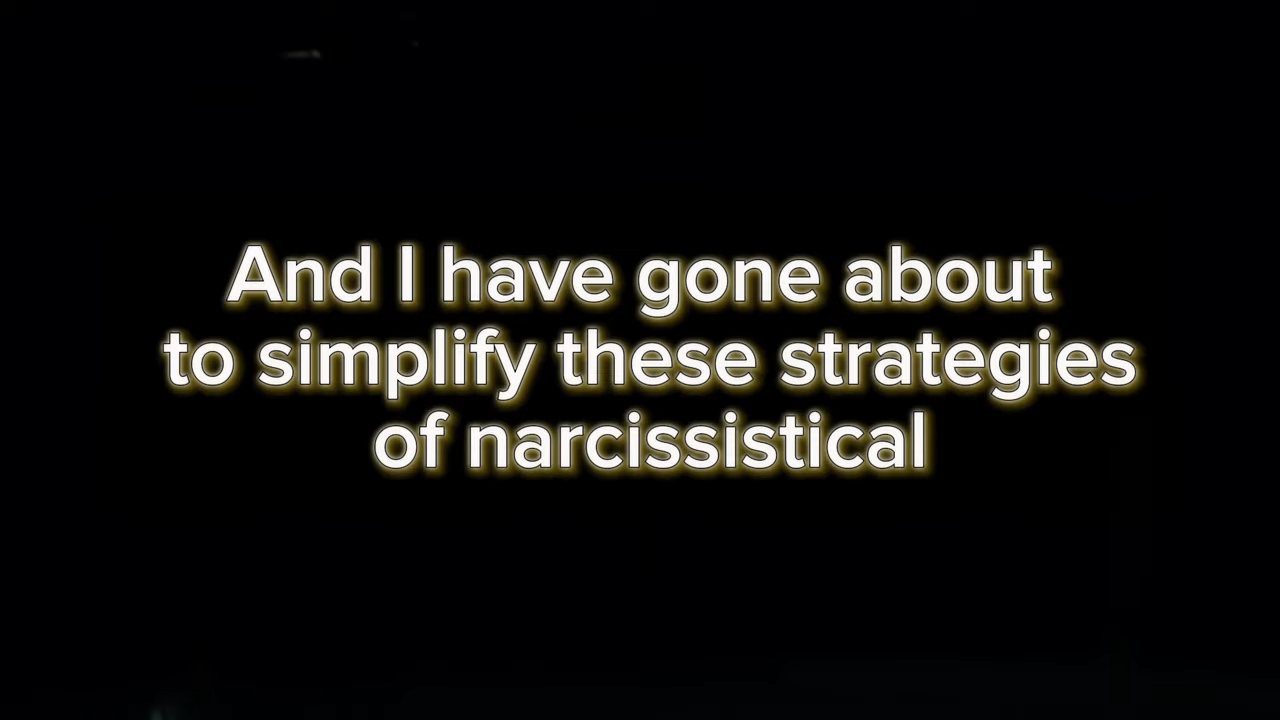 And I have gone about
to simplify these strategies
of narcissistical